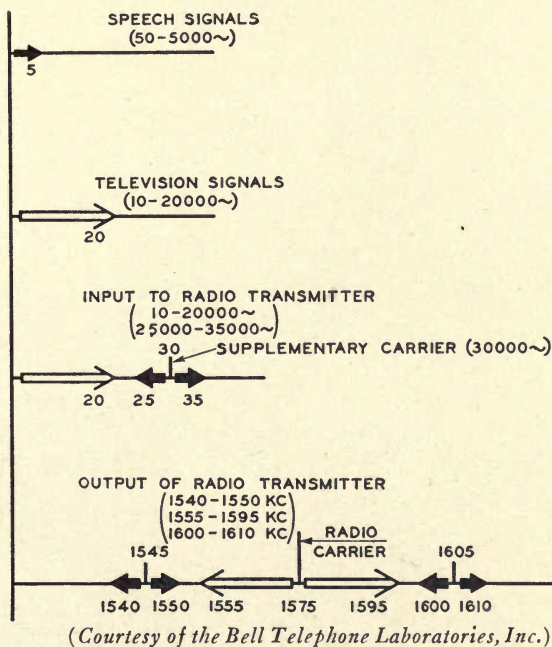 SPEECH SIGNALS
(50-5000~)
5
TELEVISION SIGNALS
(10-20000~)
20
INPUT TO RADIO TRANSMITTER
(10-20000~
25000-35000~)
30
SUPPLEMENTARY CARRIER (30000~)
20 25 35
OUTPUT OF RADIO TRANSMITTER
(1540-1550 KC
1555-1595 KC
1600-1610 KC)
RADIO
CARRIER
1545 1605
1540 1550 1555 1575 1595 1600 1610
(Courtesy of the Bell Telephone Laboratories, Inc.)